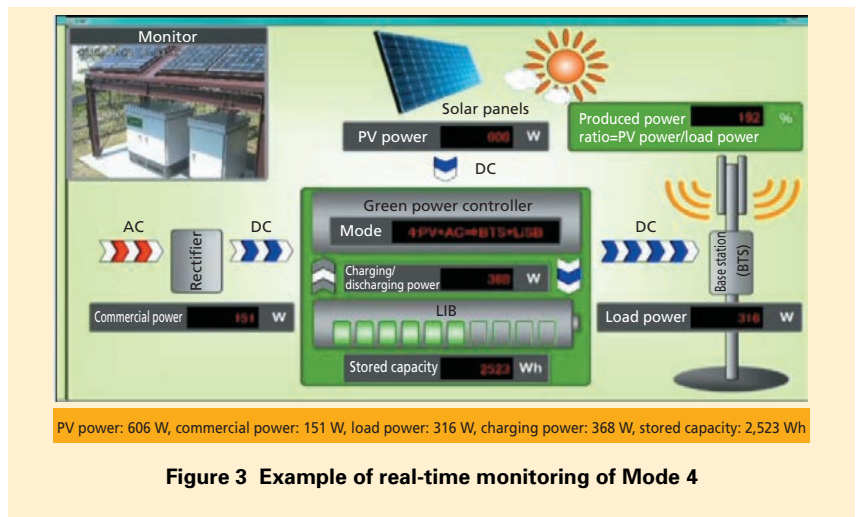 Monitor
Solar panels
PV power 606 W
Produced power 192 %
ratio=PV power/load power
DC
Green power controller
Mode 4:PV+AC⇒BTS+LiSB
AC
DC
DC
Rectifier
Base station
(BTS)
Charging/
discharging power 368 W
Commercial power 151 W
LIB
Load power 316 W
Stored capacity 2523 Wh
PV power: 606 W, commercial power: 151 W, load power: 316 W, charging power: 368 W, stored capacity: 2,523 Wh
Figure 3 Example of real-time monitoring of Mode 4